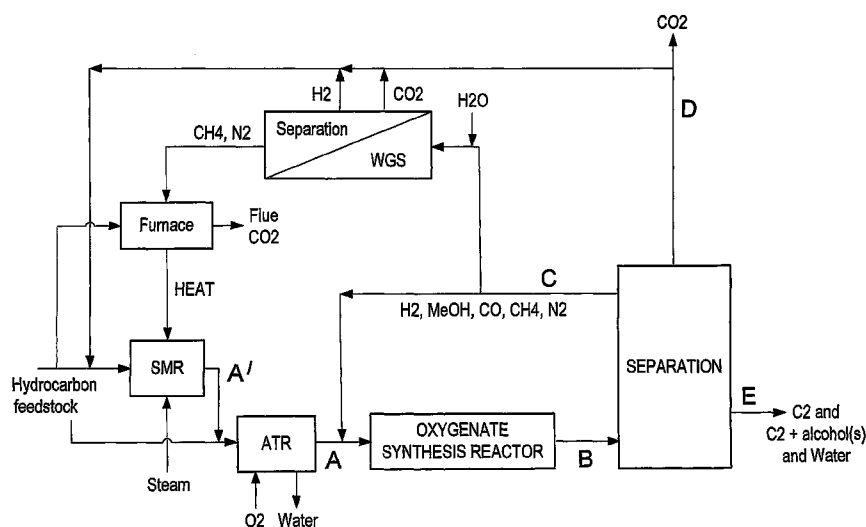 CO2
H2
CO2
H2O
D
Separation
CH4, N2
WGS
Furnace
Flue
CO2
HEAT
C
H2, MeOH, CO, CH4, N2
SEPARATION
SMR
A/
Hydrocarbon
feedstock
E
C2 and
C2 + alcohol(s)
and Water
ATR
A
OXYGENATE
SYNTHESIS REACTOR
B
Steam
O2
Water